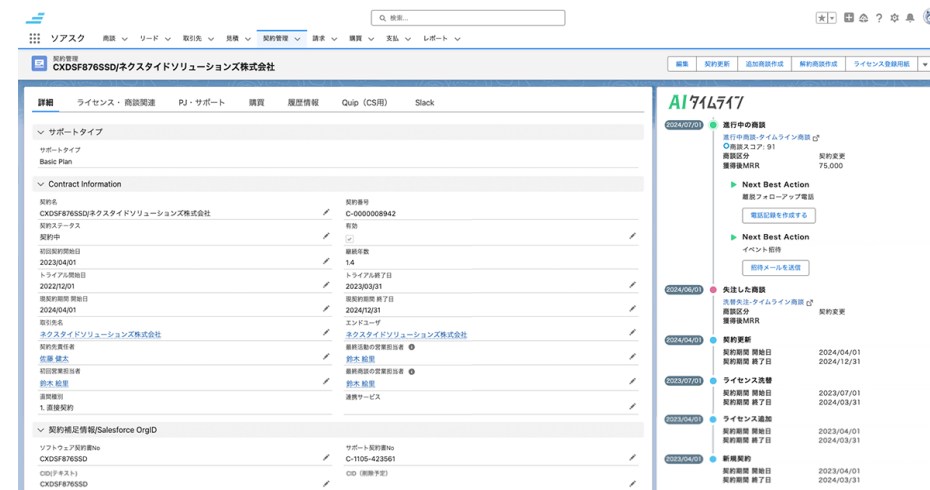 検索...
ソアスク 商談 リード 取引先 見積 契約管理 請求 購買 支払 レポート
契約管理
CXDSF876SSD/ネクスタイドソリューションズ株式会社
編集 契約更新 追加商談作成 解約商談作成 ライセンス登録用紙
詳細 ライセンス・商談関連 PJ・サポート 購買 履歴情報 Quip（CS用） Slack
サポートタイプ
サポートタイプ
Basic Plan
Contract Information
契約名 契約番号
CXDSF876SSD/ネクスタイドソリューションズ株式会社 C-0000008942
契約ステータス 有効
契約中
初回契約開始日 継続年数
2023/04/01 1.4
トライアル開始日 トライアル終了日
2022/12/01 2023/03/31
現契約期間 開始日 現契約期間 終了日
2024/04/01 2024/12/31
取引先名 エンドユーザ
ネクスタイドソリューションズ株式会社 ネクスタイドソリューションズ株式会社
契約先責任者 最終活動の営業担当者
佐藤 健太 鈴木 絵里
初回営業担当者 最終商談の営業担当者
鈴木 絵里 鈴木 絵里
直間種別 連携サービス
1. 直接契約
契約補足情報/Salesforce OrgID
ソフトウェア契約書No サポート契約書No
CXDSF876SSD C-1105-423561
CID(テキスト) CID（削除予定）
CXDSF876SSD
AIタイムライン
2024/07/01 進行中の商談
進行中商談-タイムライン商談
商談スコア: 91
商談区分 契約変更
獲得後MRR 75,000
Next Best Action
離脱フォローアップ電話
電話記録を作成する
Next Best Action
イベント招待
招待メールを送信
2024/06/01 失注した商談
洗替失注-タイムライン商談
商談区分 契約変更
獲得後MRR
2024/04/01 契約更新
契約期間 開始日 2024/04/01
契約期間 終了日 2024/12/31
2023/07/01 ライセンス洗替
契約期間 開始日 2023/07/01
契約期間 終了日 2024/03/31
2023/04/01 ライセンス追加
契約期間 開始日 2023/04/01
契約期間 終了日 2024/03/31
2023/04/01 新規契約
契約期間 開始日 2023/04/01
契約期間 終了日 2024/03/31